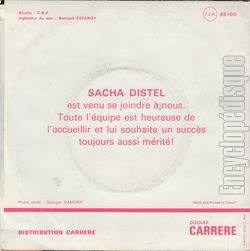 Studio : C.B.E.
Ingénieur du son : Bernard ESTARDY
NA 49.100
SACHA DISTEL
est venu se joindre à nous.
Toute l'équipe est heureuse de
l'accueillir et lui souhaite un succès
toujours aussi mérité!
Photo recto : Georges DAMBIER
"Made and Printed in France"
DISTRIBUTION CARRERE
DISQUES
CARRERE